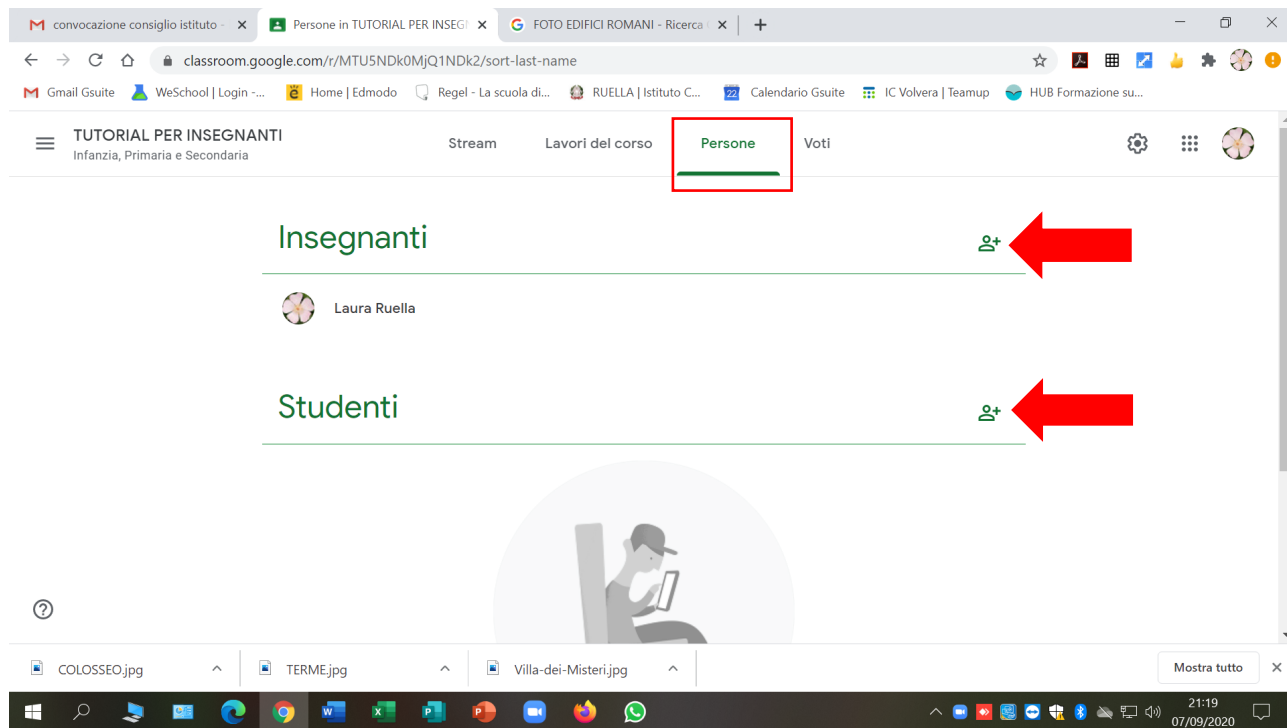 convocazione consiglio istituto -
Persone in TUTORIAL PER INSEGN
FOTO EDIFICI ROMANI - Ricerca
classroom.google.com/r/MTU5NDk0MjQ1NDk2/sort-last-name
Gmail Gsuite
WeSchool | Login -...
Home | Edmodo
Regel - La scuola di...
RUELLA | Istituto C...
Calendario Gsuite
IC Volvera | Teamup
HUB Formazione su...
TUTORIAL PER INSEGNANTI
Infanzia, Primaria e Secondaria
Stream
Lavori del corso
Persone
Voti
Insegnanti
Laura Ruella
Studenti
COLOSSEO.jpg
TERME.jpg
Villa-dei-Misteri.jpg
Mostra tutto
21:19
07/09/2020